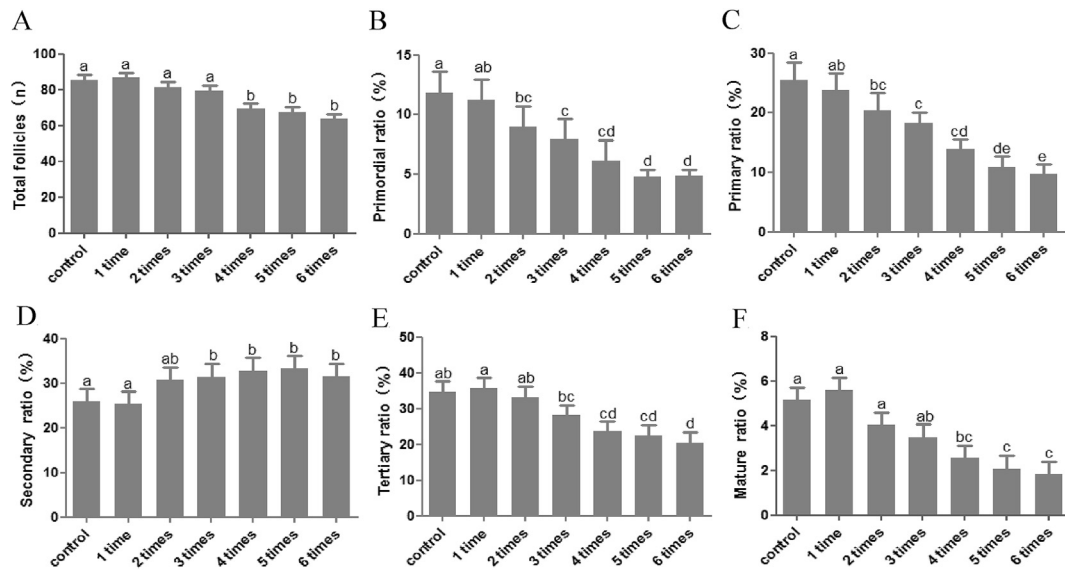 A
Total follicles (n)
100
80
60
40
20
0
a
a
a
a
b
b
b
control
1 time
2 times
3 times
4 times
5 times
6 times
B
Primordial ratio (%)
15
10
5
0
a
ab
bc
c
cd
d
d
control
1 time
2 times
3 times
4 times
5 times
6 times
C
Primary ratio (%)
30
20
10
0
a
ab
bc
c
cd
de
e
control
1 time
2 times
3 times
4 times
5 times
6 times
D
Secondary ratio (%)
40
30
20
10
0
a
a
ab
b
b
b
b
control
1 time
2 times
3 times
4 times
5 times
6 times
E
Tertiary ratio (%)
50
40
30
20
10
0
ab
a
ab
bc
cd
cd
d
control
1 time
2 times
3 times
4 times
5 times
6 times
F
Mature ratio (%)
8
6
4
2
0
a
a
a
ab
bc
c
c
control
1 time
2 times
3 times
4 times
5 times
6 times